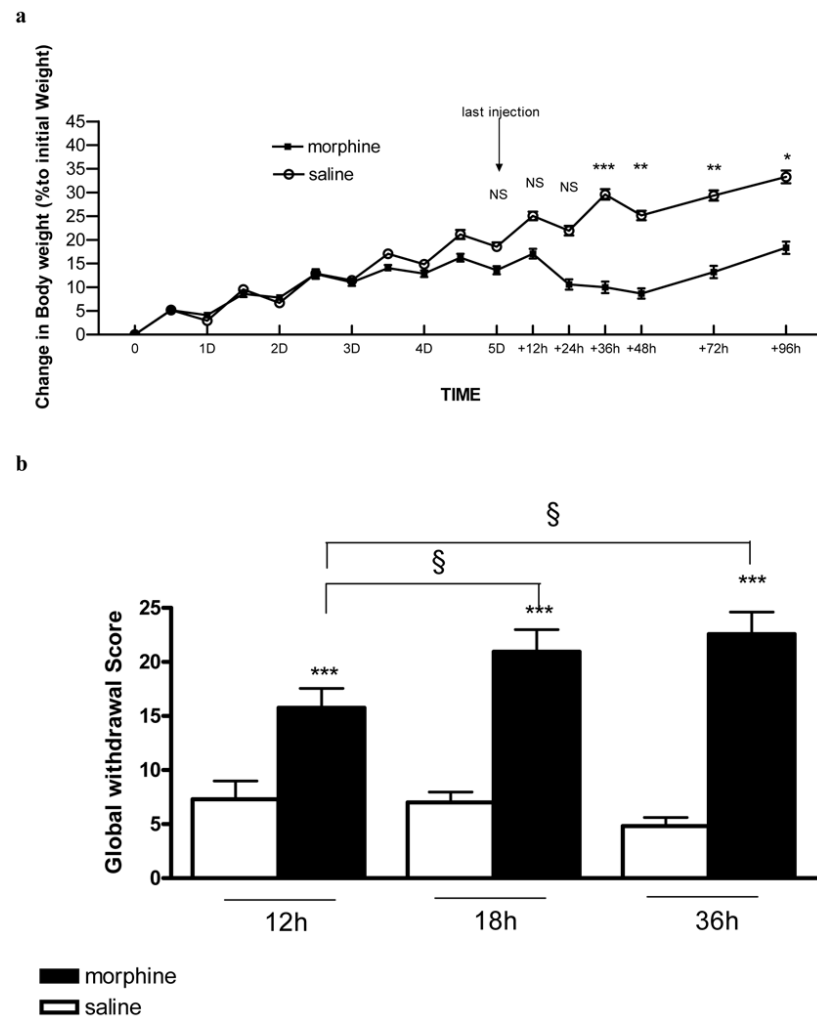 a
Change in Body weight (%to initial Weight)
45
40
35
30
25
20
15
10
5
0
last injection
morphine
saline
NS
NS
NS
***
**
**
*
0 1D 2D 3D 4D 5D +12h +24h +36h +48h +72h +96h
TIME
b
Global withdrawal Score
§
§
***
***
***
25
20
15
10
5
0
12h 18h 36h
morphine
saline